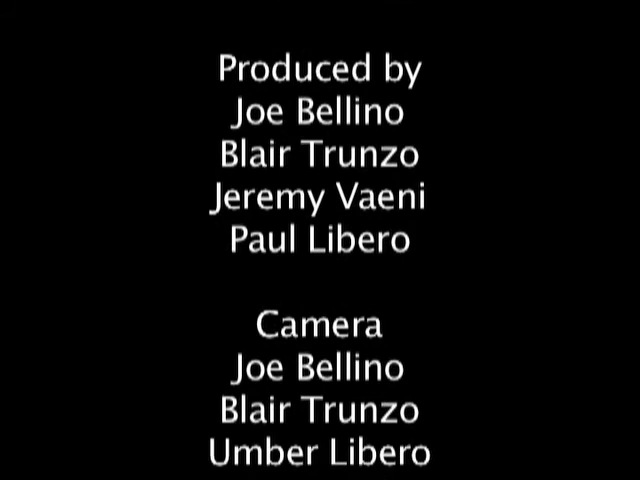 Produced by
Joe Bellino
Blair Trunzo
Jeremy Vaeni
Paul Libero
Camera
Joe Bellino
Blair Trunzo
Umber Libero